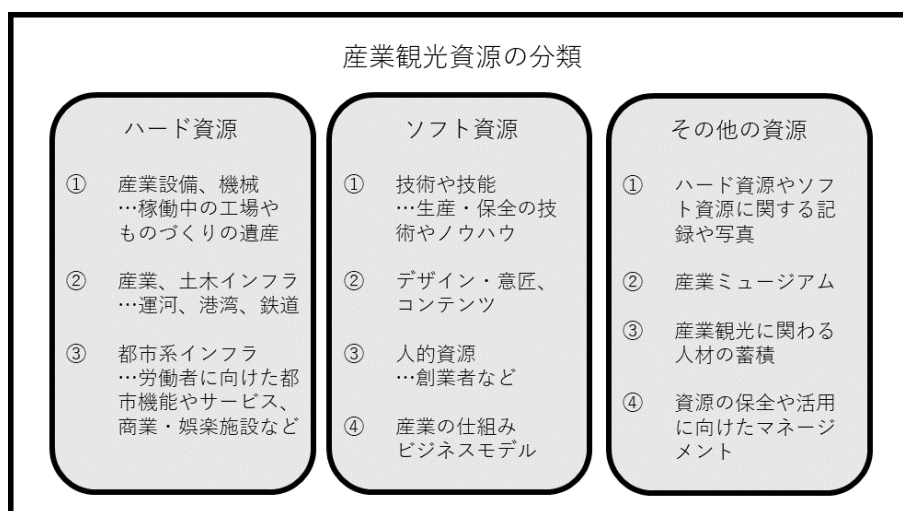 産業観光資源の分類
ハード資源
① 産業設備、機械
…稼働中の工場や
ものづくりの遺産
② 産業、土木インフラ
…運河、港湾、鉄道
③ 都市系インフラ
…労働者に向けた都
市機能やサービス、
商業・娯楽施設など
ソフト資源
① 技術や技能
…生産・保全の技
術やノウハウ
② デザイン・意匠、
コンテンツ
③ 人的資源
…創業者など
④ 産業の仕組み
ビジネスモデル
その他の資源
① ハード資源やソフ
ト資源に関する記
録や写真
② 産業ミュージアム
③ 産業観光に関わる
人材の蓄積
④ 資源の保全や活用
に向けたマネージ
メント